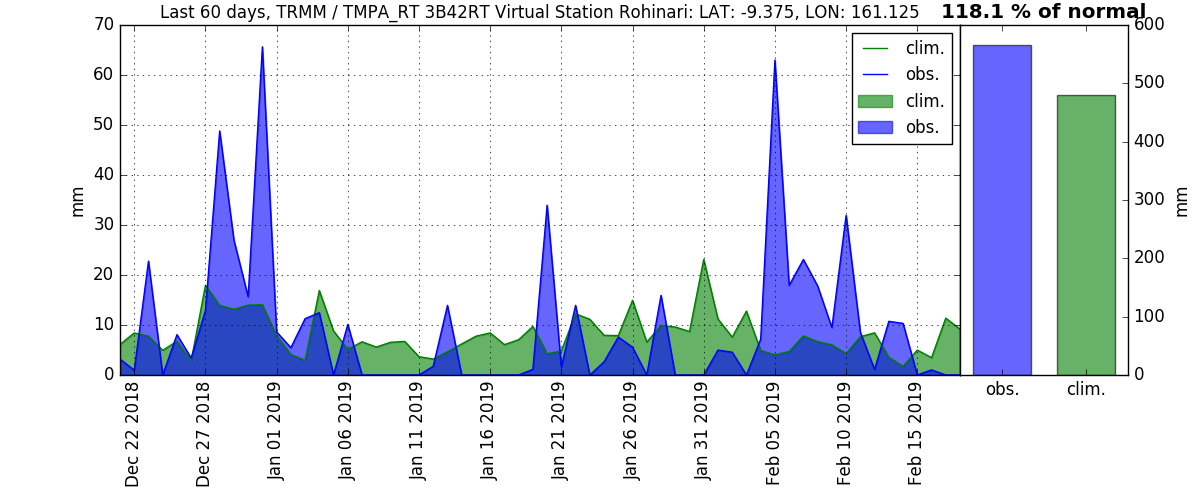 Last 60 days, TRMM / TMPA_RT 3B42RT Virtual Station Rohinari: LAT: -9.375, LON: 161.125
118.1 % of normal
70
60
50
40
30
20
10
0
mm
clim.
obs.
clim.
obs.
Dec 22 2018
Dec 27 2018
Jan 01 2019
Jan 06 2019
Jan 11 2019
Jan 16 2019
Jan 21 2019
Jan 26 2019
Jan 31 2019
Feb 05 2019
Feb 10 2019
Feb 15 2019
600
500
400
300
200
100
0
mm
obs.
clim.